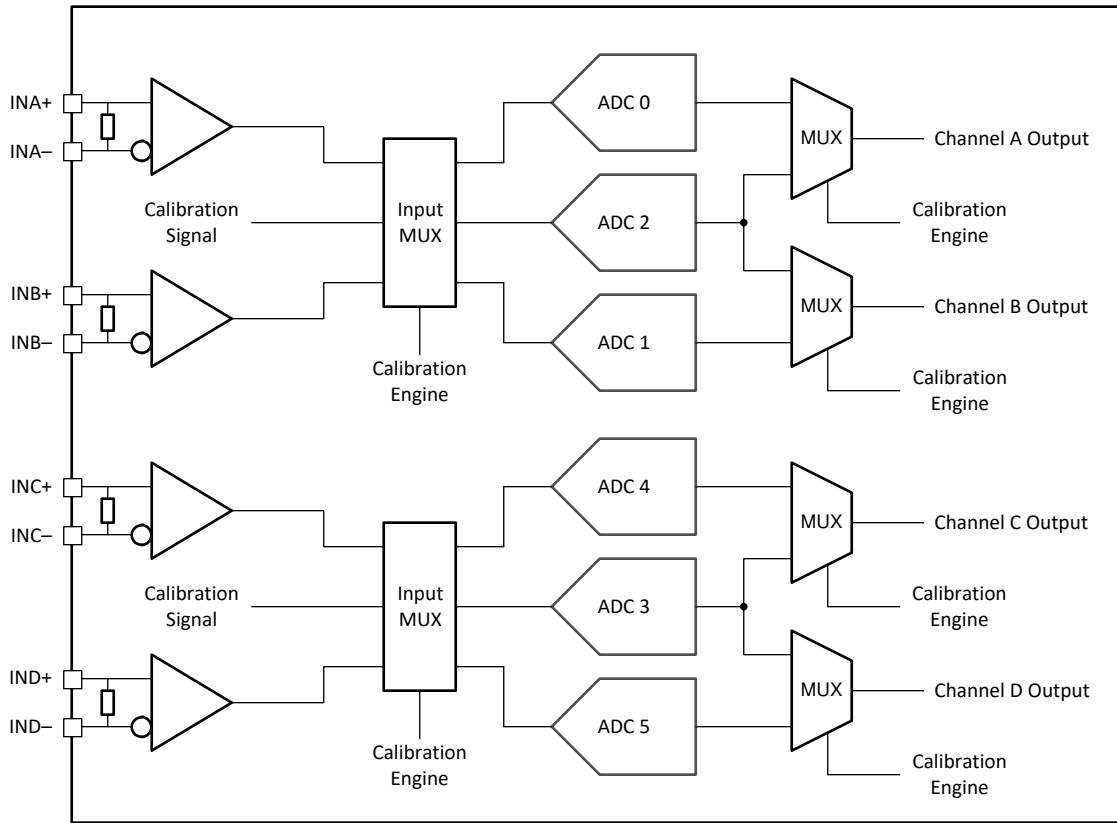 INA+
INA–
Calibration
Signal
INB+
INB–
Input
MUX
Calibration
Engine
ADC 0
ADC 2
ADC 1
MUX
Channel A Output
Calibration
Engine
MUX
Channel B Output
Calibration
Engine
INC+
INC–
Calibration
Signal
IND+
IND–
Input
MUX
Calibration
Engine
ADC 4
ADC 3
ADC 5
MUX
Channel C Output
Calibration
Engine
MUX
Channel D Output
Calibration
Engine